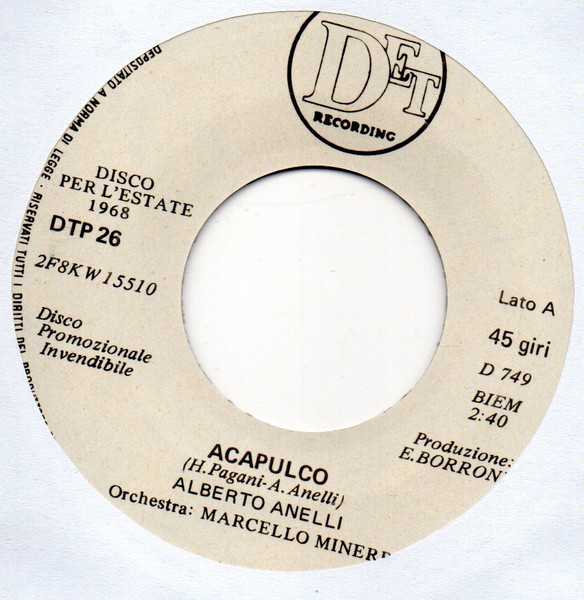 DET
RECORDING
DEPOSITATO A NORMA DI LEGGE · RISERVATI TUTTI I DIRITTI DEL
DISCO
PER L'ESTATE
1968
DTP 26
2F8KW15510
Disco
Promozionale
Invendibile
Lato A
45 giri
D 749
BIEM
2:40
Produzione:
E.BORRON
ACAPULCO
(H.Pagani-A.Anelli)
ALBERTO ANELLI
Orchestra: MARCELLO MINER